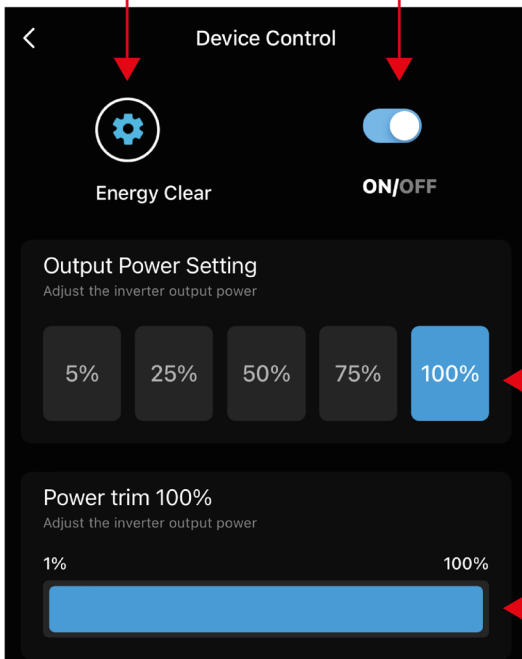 Device Control
Energy Clear
ON/OFF
Output Power Setting
Adjust the inverter output power
5% 25% 50% 75% 100%
Power trim 100%
Adjust the inverter output power
1% 100%